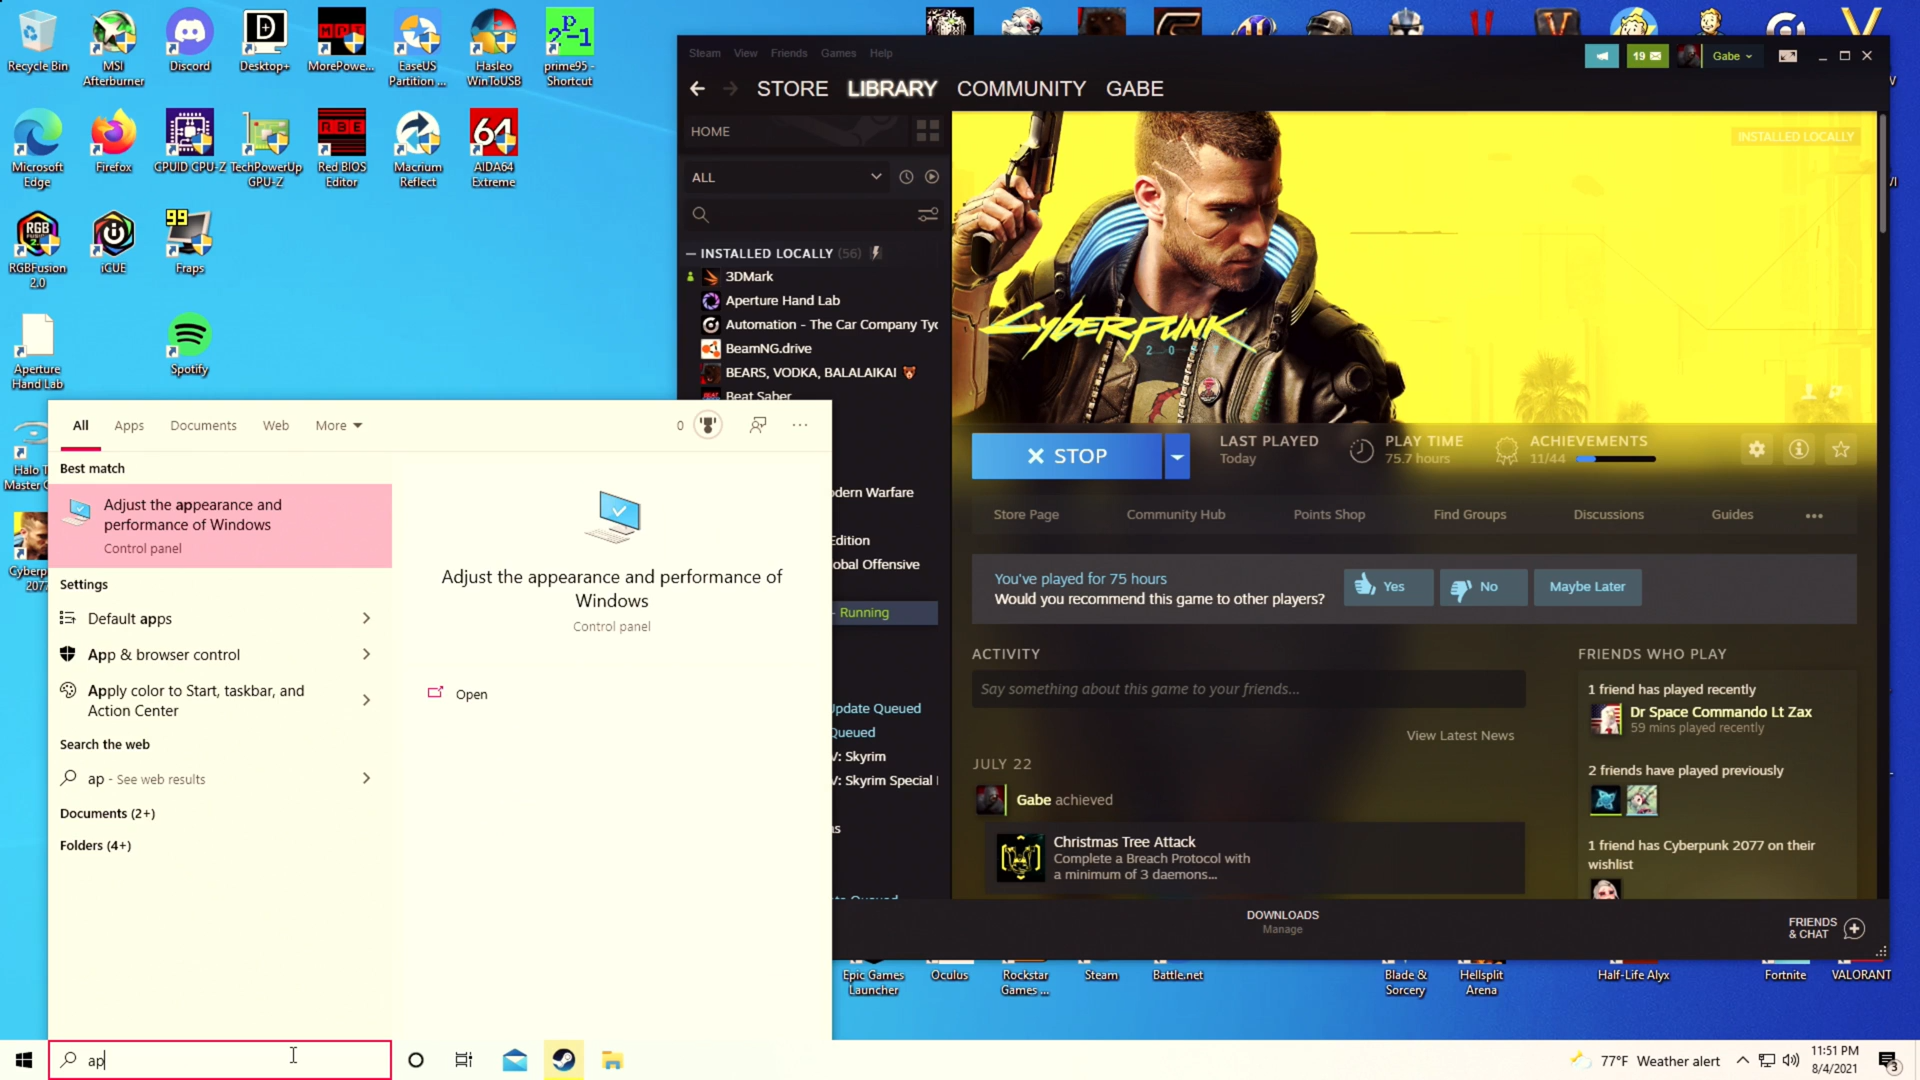 Recycle Bin
MSI
Afterburner
Discord
Desktop+
MorePowe...
EaseUS
Partition ...
Hasleo
WinToUSB
prime95 -
Shortcut
Microsoft
Edge
Firefox
CPUID CPU-Z
TechPowerUp
GPU-Z
Red BIOS
Editor
Macrium
Reflect
AIDA64
Extreme
RGBFusion
2.0
iCUE
Fraps
Aperture
Hand Lab
Spotify
Steam View Friends Games Help
19
Gabe
STORE LIBRARY COMMUNITY GABE
HOME
ALL
INSTALLED LOCALLY (56)
3DMark
Aperture Hand Lab
Automation - The Car Company Tyc
BeamNG.drive
BEARS, VODKA, BALALAIKA!
Beat Saber
odern Warfare
Edition
obal Offensive
- Running
Update Queued
Queued
V: Skyrim
V: Skyrim Special
INSTALLED LOCALLY
CYBERPUNK
STOP
LAST PLAYED
Today
PLAY TIME
75.7 hours
ACHIEVEMENTS
11/44
Store Page
Community Hub
Points Shop
Find Groups
Discussions
Guides
You've played for 75 hours
Would you recommend this game to other players?
Yes
No
Maybe Later
ACTIVITY
Say something about this game to your friends...
View Latest News
JULY 22
Gabe achieved
Christmas Tree Attack
Complete a Breach Protocol with
a minimum of 3 daemons...
FRIENDS WHO PLAY
1 friend has played recently
Dr Space Commando Lt Zax
59 mins played recently
2 friends have played previously
1 friend has Cyberpunk 2077 on their
wishlist
DOWNLOADS
Manage
FRIENDS
& CHAT
All Apps Documents Web More
0
Best match
Adjust the appearance and
performance of Windows
Control panel
Settings
Default apps
App & browser control
Apply color to Start, taskbar, and
Action Center
Search the web
ap - See web results
Documents (2+)
Folders (4+)
Adjust the appearance and performance of
Windows
Control panel
Open
Epic Games
Launcher
Oculus
Rockstar
Games ...
Steam
Battle.net
Blade &
Sorcery
Hellsplit
Arena
Half-Life Alyx
Fortnite
VALORANT
ap
77°F Weather alert
11:51 PM
8/4/2021
3